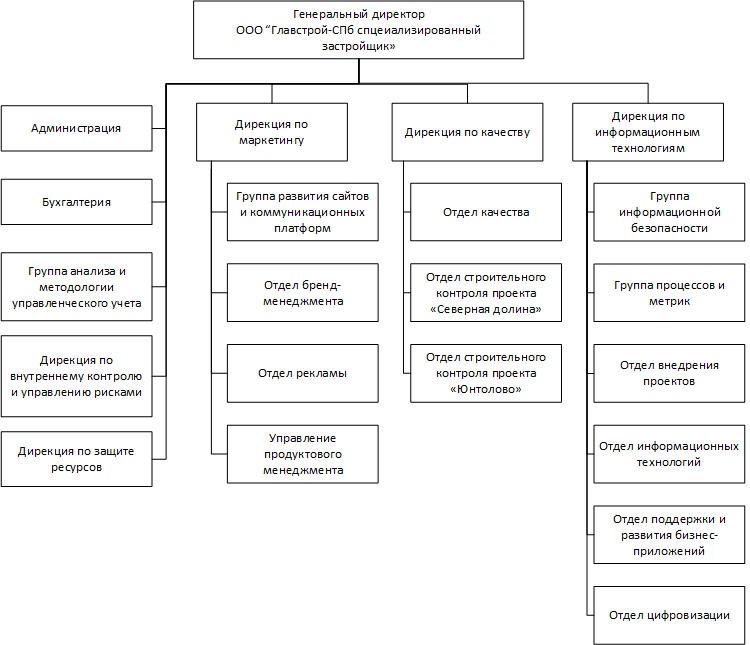 Генеральный директор
ООО “Главстрой-СПб спцеиализированный
застройщик»
Администрация
Бухгалтерия
Группа анализа и
методологии
управленческого учета
Дирекция по
внутреннему контролю
и управлению рисками
Дирекция по защите
ресурсов
Дирекция по
маркетингу
Группа развития сайтов
и коммуникационных
платформ
Отдел бренд-
менеджмента
Отдел рекламы
Управление
продуктового
менеджмента
Дирекция по качеству
Отдел качества
Отдел строительного
контроля проекта
«Северная долина»
Отдел строительного
контроля проекта
«Юнтолово»
Дирекция по
информационным
технологиям
Группа
информационной
безопасности
Группа процессов и
метрик
Отдел внедрения
проектов
Отдел информационных
технологий
Отдел поддержки и
развития бизнес-
приложений
Отдел цифровизации